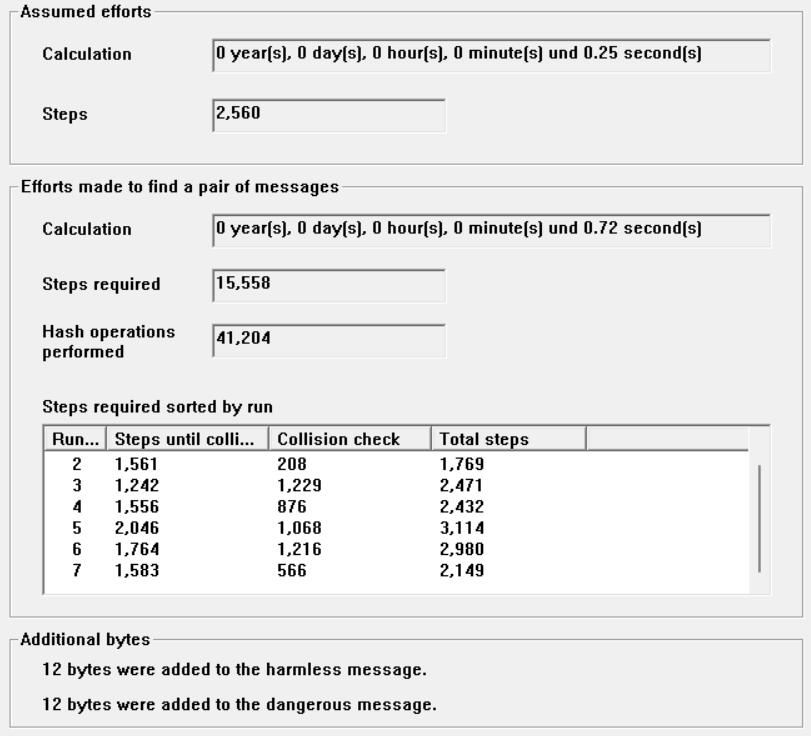 Assumed efforts
Calculation 0 year(s), 0 day(s), 0 hour(s), 0 minute(s) und 0.25 second(s)
Steps 2,560
Efforts made to find a pair of messages
Calculation 0 year(s), 0 day(s), 0 hour(s), 0 minute(s) und 0.72 second(s)
Steps required 15,558
Hash operations
performed 41,204
Steps required sorted by run
Run... Steps until colli... Collision check Total steps
2 1,561 208 1,769
3 1,242 1,229 2,471
4 1,556 876 2,432
5 2,046 1,068 3,114
6 1,764 1,216 2,980
7 1,583 566 2,149
Additional bytes
12 bytes were added to the harmless message.
12 bytes were added to the dangerous message.